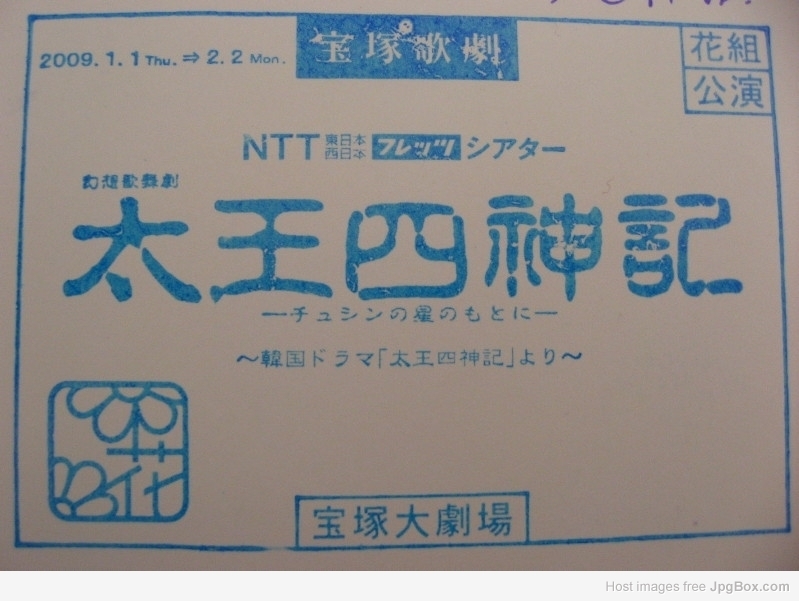 2009.1.1 Thu. ⇒ 2.2 Mon.
宝塚歌劇
花組
公演
NTT 東日本 西日本 フレッツ シアター
幻想歌舞劇
太王四神記
―チュシンの星のもとに―
～韓国ドラマ「太王四神記」より～
花
宝塚大劇場
Host images free JpgBox.com